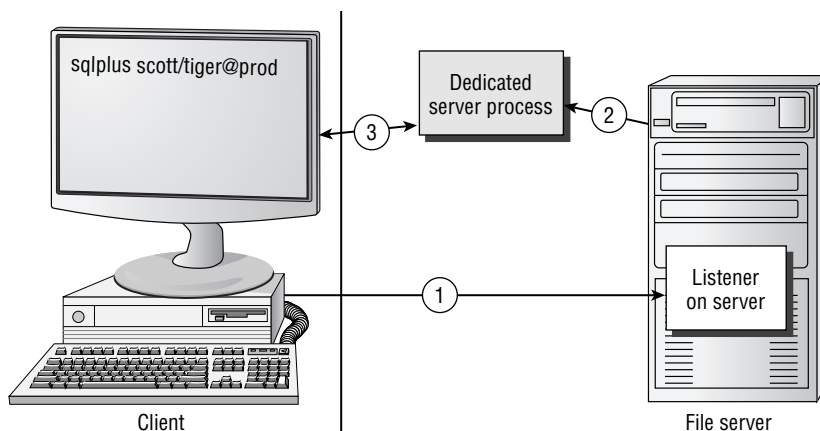 sqlplus scott/tiger@prod
Dedicated
server process
2
3
1
Listener
on server
Client
File server